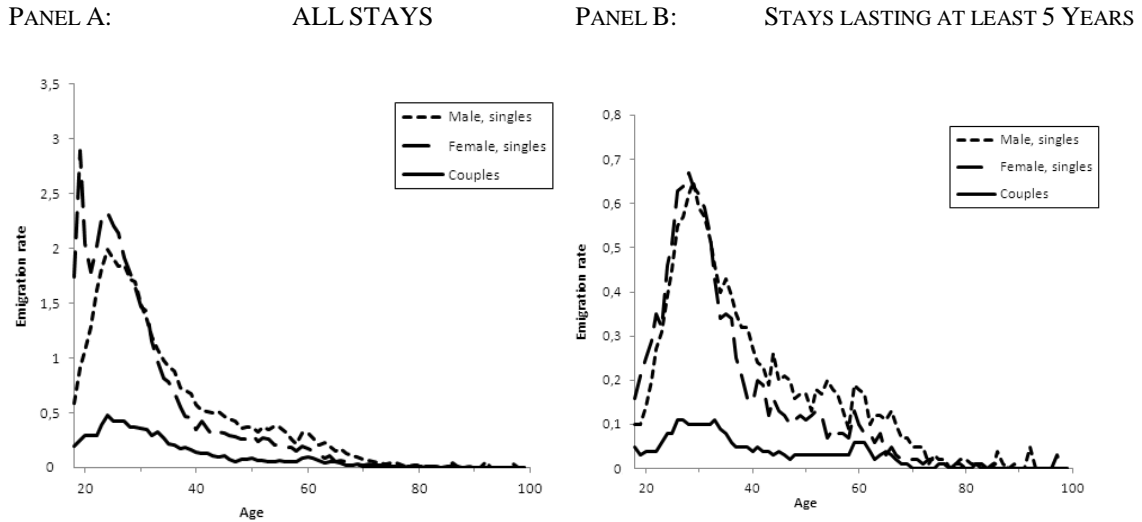 PANEL A: ALL STAYS PANEL B: STAYS LASTING AT LEAST 5 YEARS
3,5
3
2,5
2
1,5
1
0,5
0
Emigration rate
Male, singles
Female, singles
Couples
20 40 60 80 100
Age
0,8
0,7
0,6
0,5
0,4
0,3
0,2
0,1
0
Emigration rate
Male, singles
Female, singles
Couples
20 40 60 80 100
Age